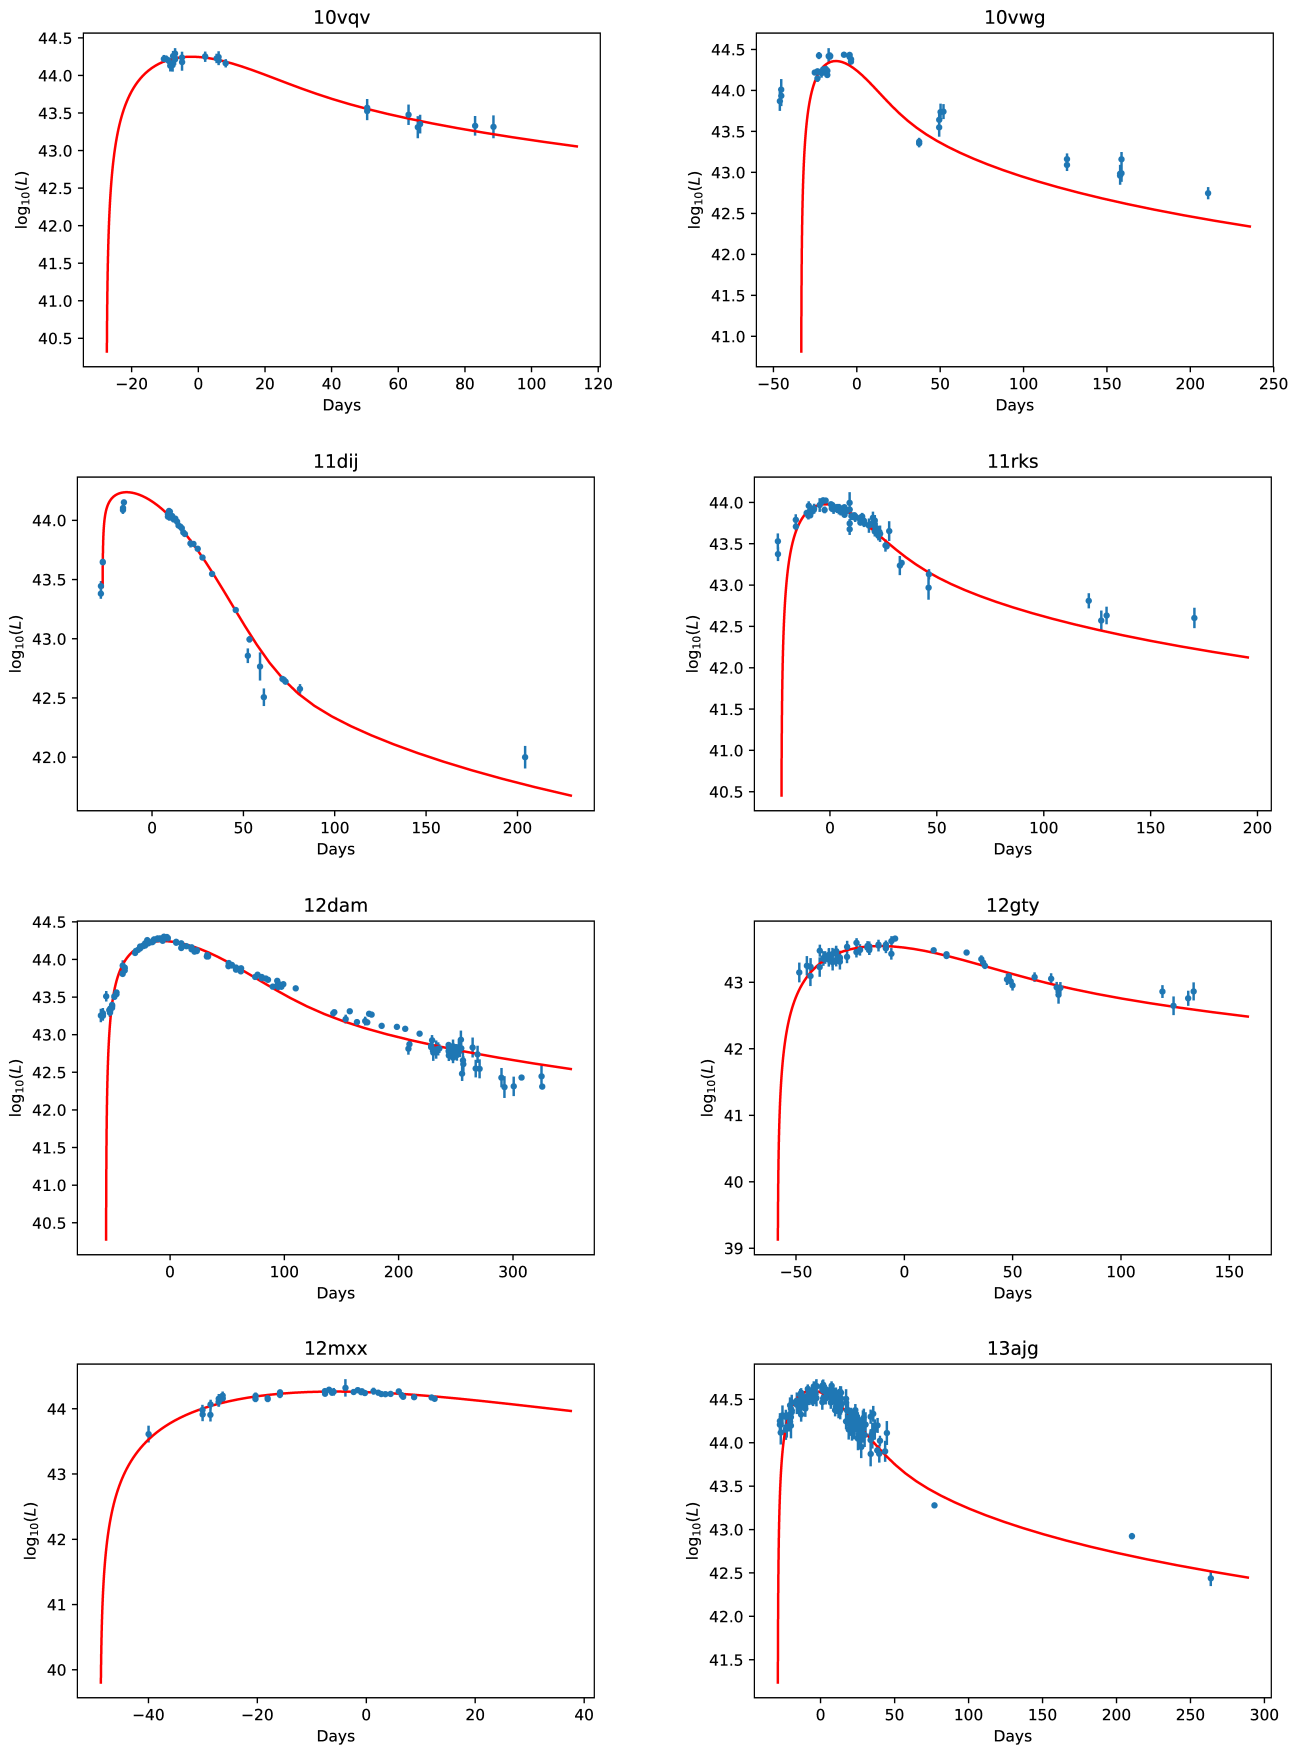 10vqv
44.5
44.0
43.5
43.0
42.5
42.0
41.5
41.0
40.5
log10(L)
−20 0 20 40 60 80 100 120
Days
10vwg
44.5
44.0
43.5
43.0
42.5
42.0
41.5
41.0
log10(L)
−50 0 50 100 150 200 250
Days
11dij
44.0
43.5
43.0
42.5
42.0
log10(L)
0 50 100 150 200
Days
11rks
44.0
43.5
43.0
42.5
42.0
41.5
41.0
40.5
log10(L)
0 50 100 150 200
Days
12dam
44.5
44.0
43.5
43.0
42.5
42.0
41.5
41.0
40.5
log10(L)
0 100 200 300
Days
12gty
43
42
41
40
39
log10(L)
−50 0 50 100 150
Days
12mxx
44
43
42
41
40
log10(L)
−40 −20 0 20 40
Days
13ajg
44.5
44.0
43.5
43.0
42.5
42.0
41.5
log10(L)
0 50 100 150 200 250 300
Days